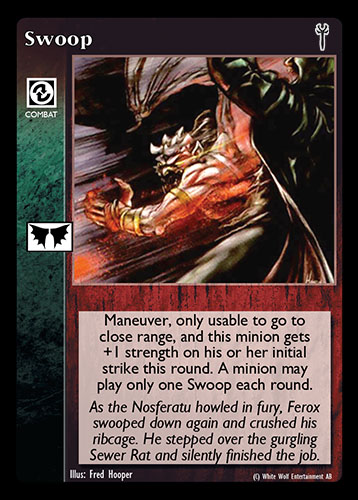 Swoop
COMBAT
Maneuver, only usable to go to
close range, and this minion gets
+1 strength on his or her initial
strike this round. A minion may
play only one Swoop each round.
As the Nosferatu howled in fury, Ferox
swooped down again and crushed his
ribcage. He stepped over the gurgling
Sewer Rat and silently finished the job.
Illus: Fred Hooper
(C) White Wolf Entertainment AB